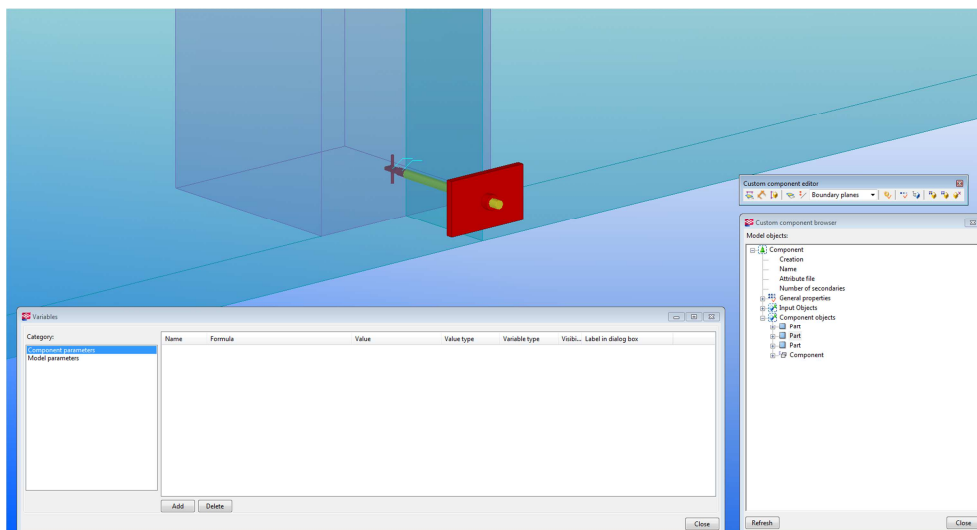 Custom component editor
Boundary planes
Custom component browser
Model objects:
Component
Creation
Name
Attribute file
Number of secondaries
General properties
Input Objects
Component objects
Part
Part
Part
Component
Refresh
Close
Variables
Category:
Component parameters
Model parameters
Name Formula Value Value type Variable type Visibi... Label in dialog box
Add Delete
Close